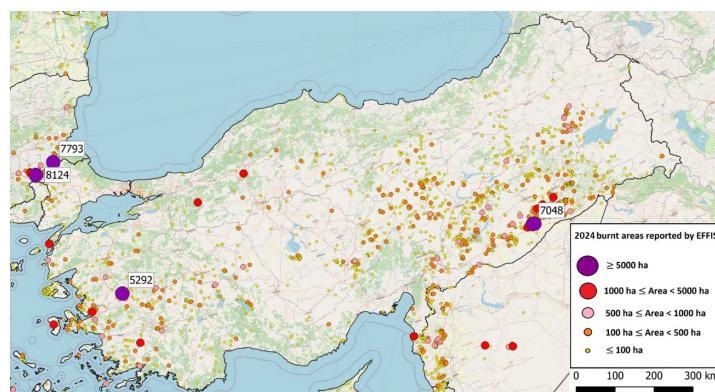 7793
8124
7048
5292
2024 burnt areas reported by EFFIS
≥ 5000 ha
1000 ha ≤ Area < 5000 ha
500 ha ≤ Area < 1000 ha
100 ha ≤ Area < 500 ha
≤ 100 ha
0 100 200 300 km